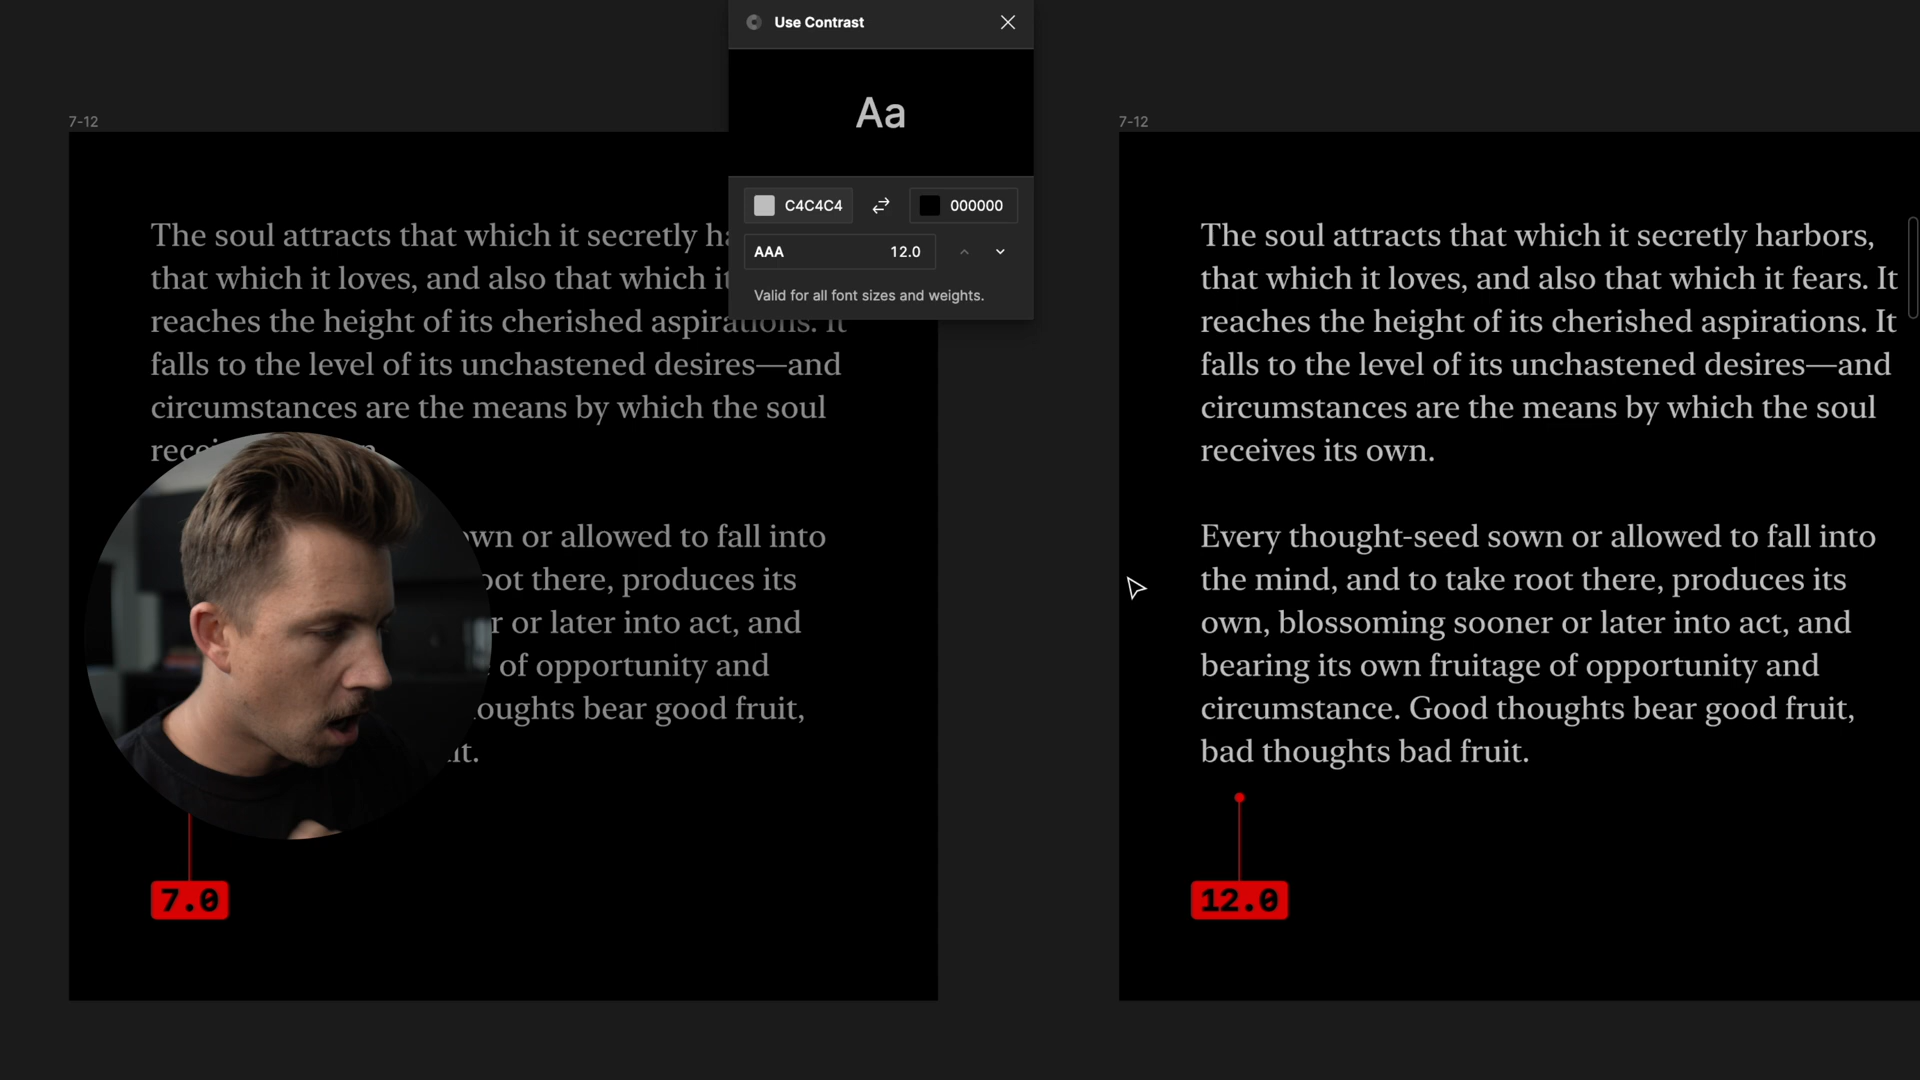 Use Contrast
Aa
C4C4C4
000000
AAA 12.0
Valid for all font sizes and weights.
7-12
The soul attracts that which it secretly
that which it loves, and also that which it
reaches the height of its cherished aspirations. It
falls to the level of its unchastened desires—and
circumstances are the means by which the soul
or allowed to fall into
there, produces its
or later into act, and
of opportunity and
bear good fruit,
7.0
7-12
The soul attracts that which it secretly harbors,
that which it loves, and also that which it fears. It
reaches the height of its cherished aspirations. It
falls to the level of its unchastened desires—and
circumstances are the means by which the soul
receives its own.
Every thought-seed sown or allowed to fall into
the mind, and to take root there, produces its
own, blossoming sooner or later into act, and
bearing its own fruitage of opportunity and
circumstance. Good thoughts bear good fruit,
bad thoughts bad fruit.
12.0